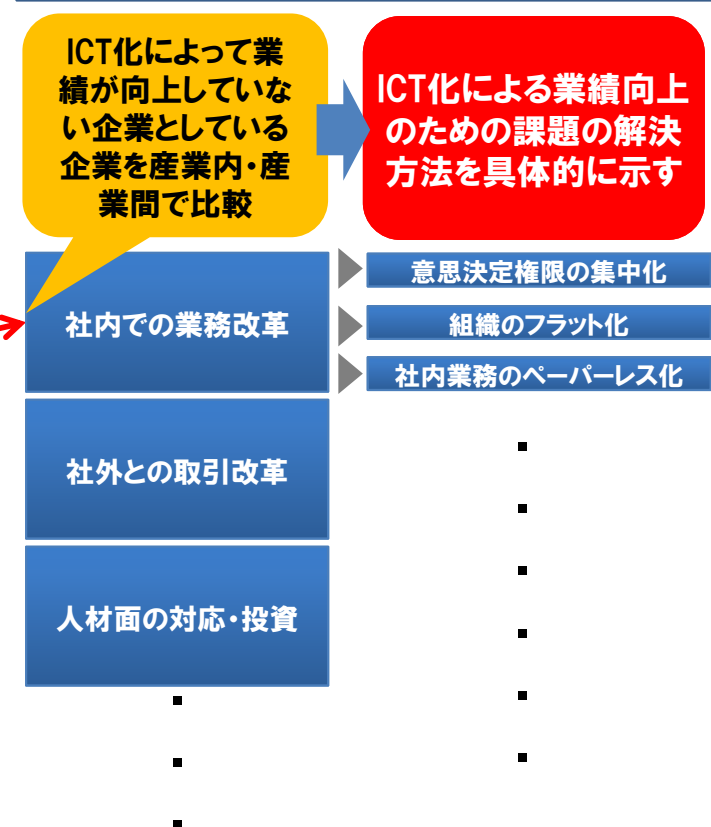 ICT化によって業
績が向上していな
い企業としている
企業を産業内・産
業間で比較
ICT化による業績向上
のための課題の解決
方法を具体的に示す
社内での業務改革
意思決定権限の集中化
組織のフラット化
社内業務のペーパーレス化
社外との取引改革
人材面の対応・投資